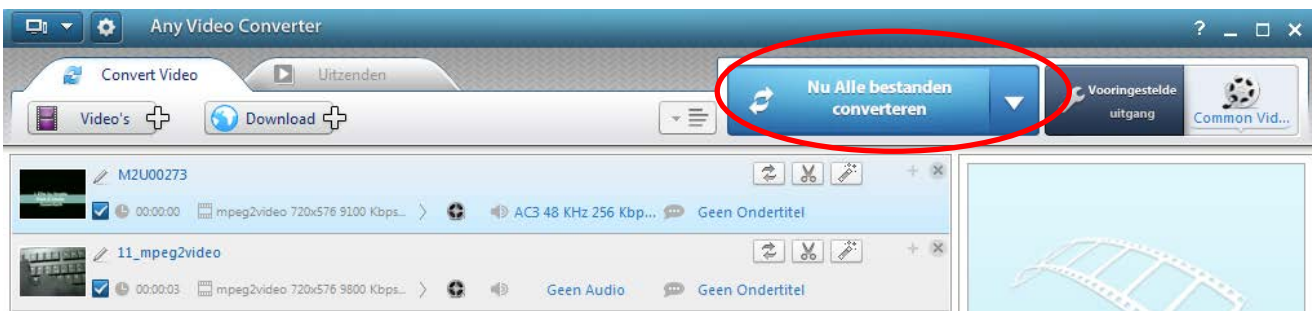 Any Video Converter
?
Convert Video
Uitzenden
Nu Alle bestanden
converteren
Vooringestelde
uitgang
Common Vid...
Video's
Download
M2U00273
00:00:00 mpeg2video 720x576 9100 Kbps... AC3 48 KHz 256 Kbp... Geen Ondertitel
11_mpeg2video
00:00:03 mpeg2video 720x576 9800 Kbps... Geen Audio Geen Ondertitel